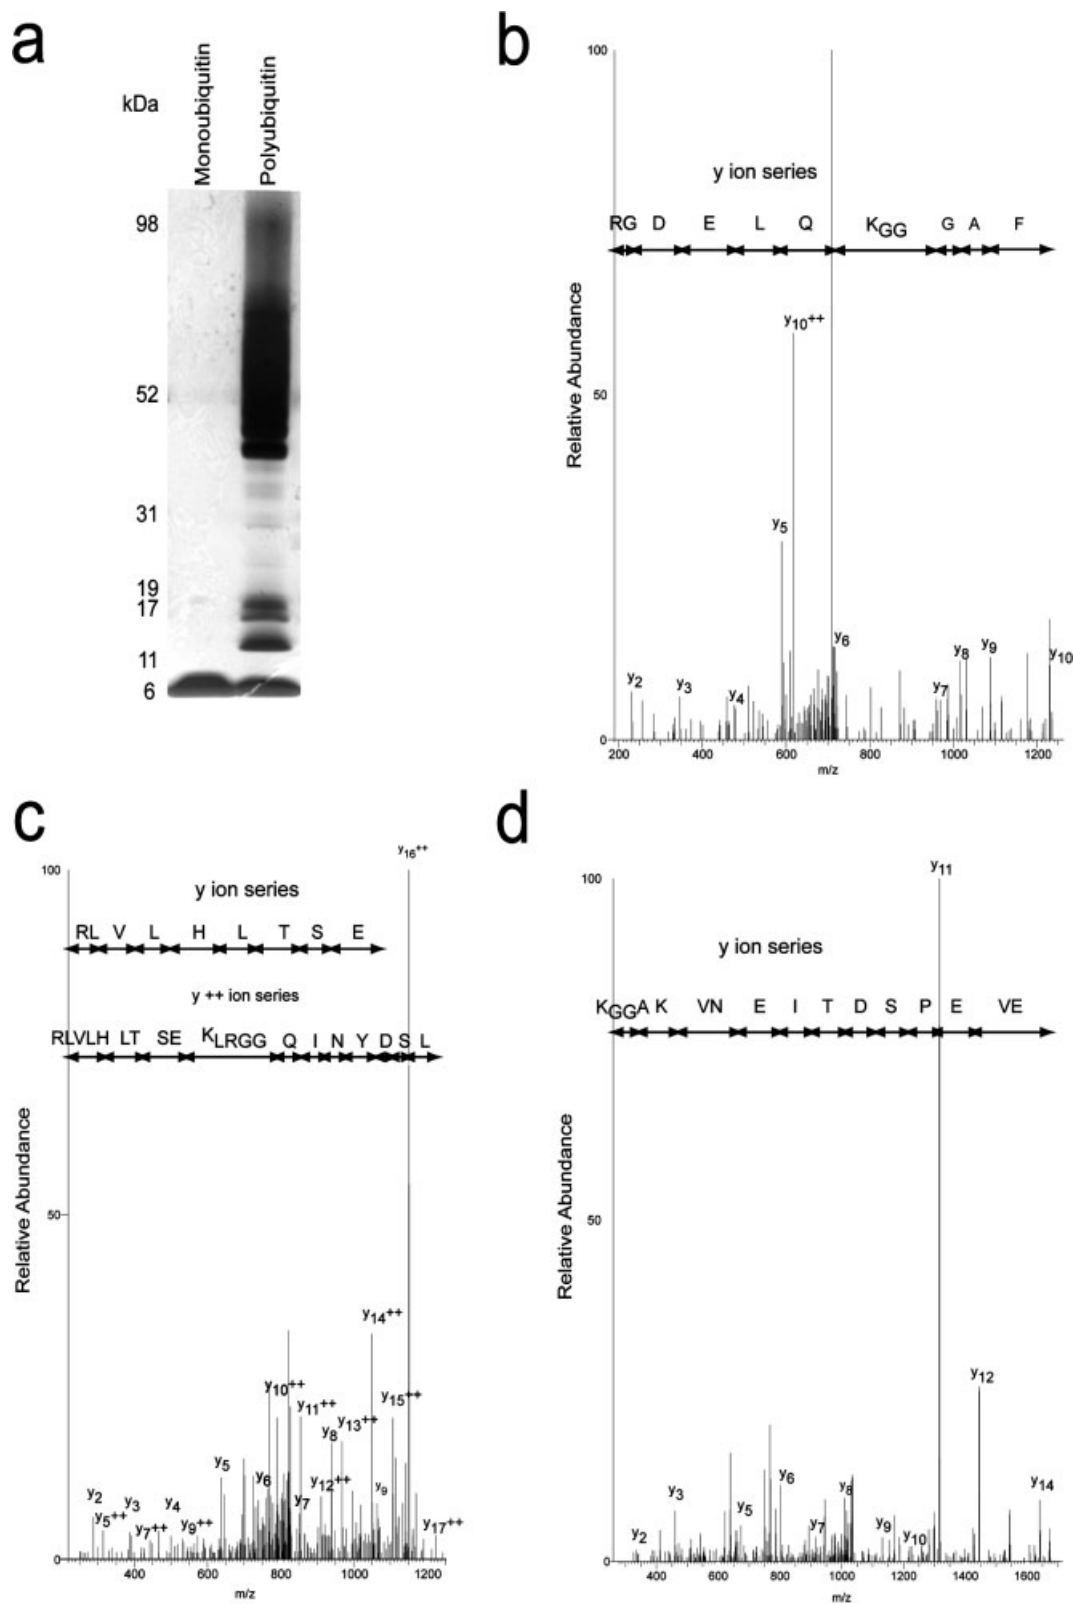 a
kDa
Monoubiquitin
Polyubiquitin
98
52
31
19
17
11
6
b
100
50
0
Relative Abundance
y ion series
RG D E L Q KGG G A F
y10++
y5
y6
y2
y3
y4
y7
y8
y9
y10
200 400 600 800 1000 1200
m/z
c
100
50
0
Relative Abundance
y16++
y ion series
RL V L H L T S E
y ++ ion series
RLVLH LT SE KLRGG Q I N Y D S L
y14++
y10++
y11++
y15++
y8
y13++
y5
y6
y12++
y9
y2
y3
y4
y7
y5++
y7++
y9++
y17++
0 400 600 800 1000 1200
m/z
d
100
50
0
Relative Abundance
y11
y ion series
KGGA K VN E I T D S P E VE
y12
y3
y6
y8
y14
y2
y5
y7
y9
y10
400 600 800 1000 1200 1400 1600
m/z